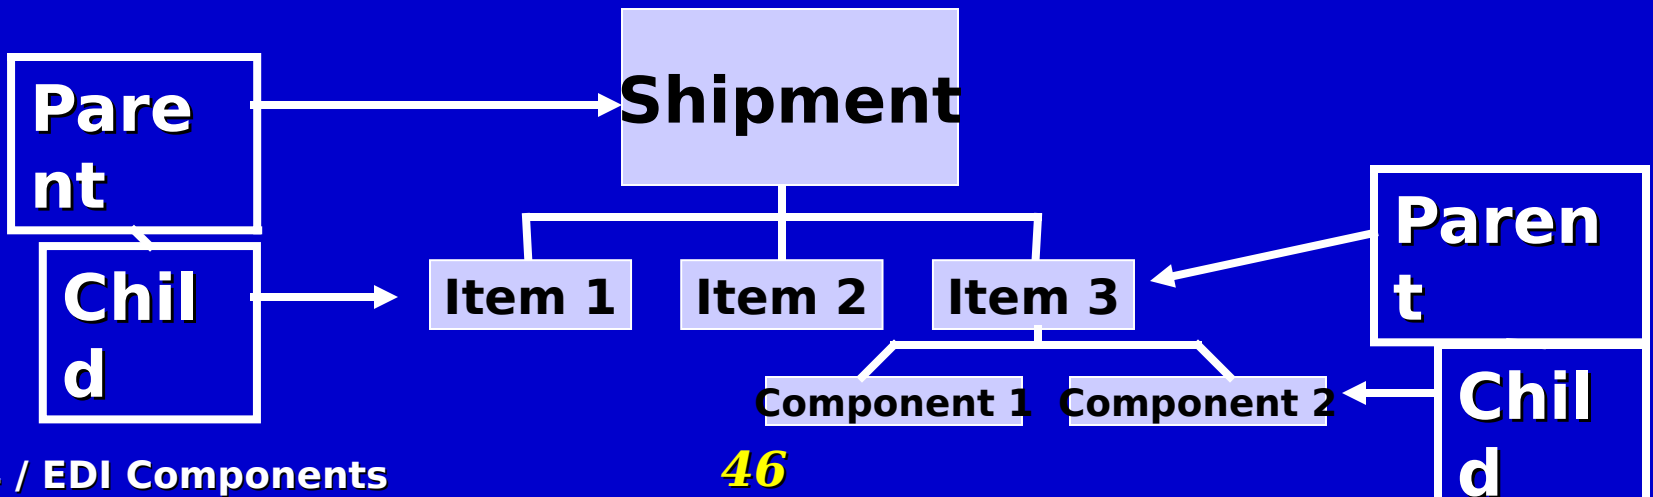 Shipment
Pare
nt
Paren
t
Chil
d
Item 1
Item 2
Item 3
Chil
d
Component 1
Component 2
/ EDI Components
46